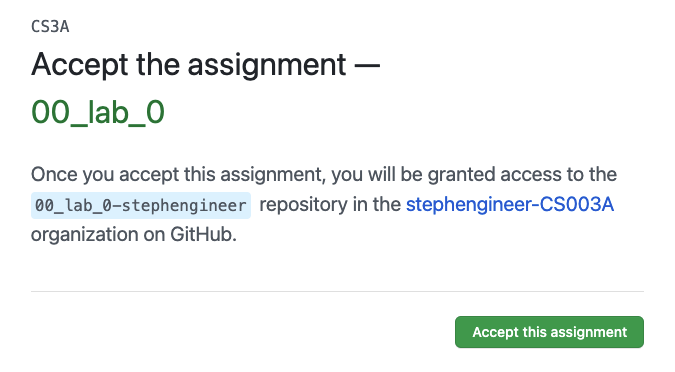 CS3A
Accept the assignment —
00_lab_0
Once you accept this assignment, you will be granted access to the
00_lab_0-stephengineer repository in the stephengineer-CS003A
organization on GitHub.
Accept this assignment